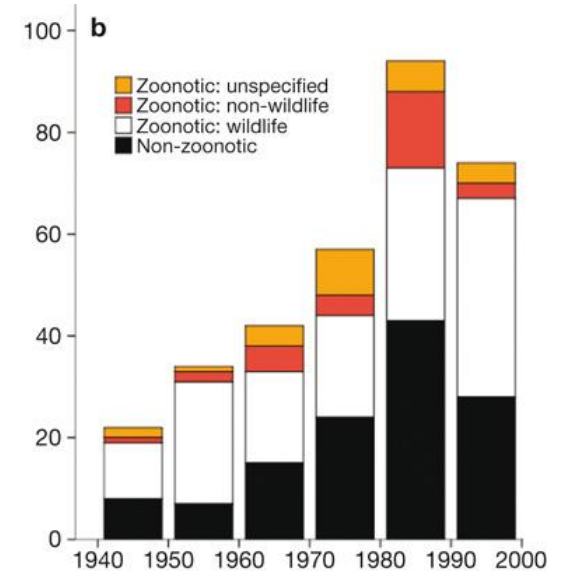 b
100
80
60
40
20
0
Zoonotic: unspecified
Zoonotic: non-wildlife
Zoonotic: wildlife
Non-zoonotic
1940 1950 1960 1970 1980 1990 2000